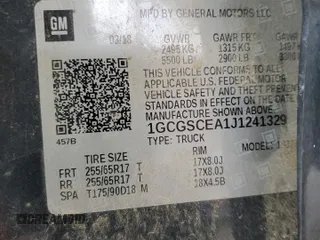 GM
MFD BY GENERAL MOTORS LLC
03/18 GVWR GAWR FRT
2495 KG 1315 KG
5500 LB 2900 LB
THIS VEHICLE CONFORMS TO ALL
APPLICABLE U.S. FEDERAL MOTOR
VEHICLE SAFETY AND THEFT
PREVENTION STANDARDS IN EFFECT
ON THE DATE OF
MANUFACTURE SHOWN ABOVE.
1GCGSCEA1J1241329
457B TYPE: TRUCK
TIRE SIZE RIM
FRT 255/65R17 T 17X8.0J
RR 255/65R17 T 17X8.0J
SPA T175/90D18 M 18X4.5B